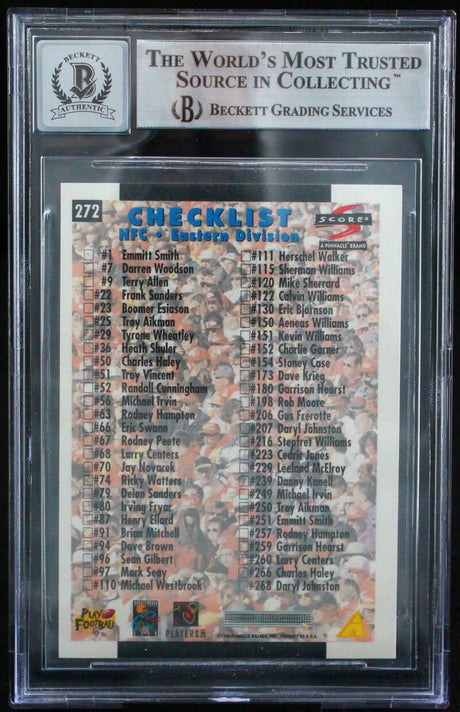 BECKETT
B
AUTHENTIC
THE WORLD'S MOST TRUSTED
SOURCE IN COLLECTING™
(B) BECKETT GRADING SERVICES
272
CHECKLIST
NFC • Eastern Division
SCORE®
A PINNACLE BRAND
#1 Emmitt Smith
#7 Darren Woodson
#9 Terry Allen
#22 Frank Sanders
#23 Boomer Esiason
#25 Troy Aikman
#29 Tyrone Wheatley
#36 Heath Shuler
#50 Charles Haley
#51 Troy Vincent
#52 Randall Cunningham
#56 Michael Irvin
#63 Rodney Hampton
#66 Eric Swann
#67 Rodney Peete
#68 Larry Centers
#70 Jay Novacek
#74 Ricky Watters
#79 Deion Sanders
#80 Irving Fryar
#87 Henry Ellard
#91 Brian Mitchell
#94 Dave Brown
#96 Sean Gilbert
#97 Mark Seay
#110 Michael Westbrook
#111 Herschel Walker
#115 Sherman Williams
#120 Mike Sherrard
#122 Calvin Williams
#130 Eric Bjornson
#150 Aeneas Williams
#151 Kevin Williams
#152 Charlie Garner
#154 Stoney Case
#173 Dave Krieg
#180 Garrison Hearst
#198 Rob Moore
#206 Gus Frerotte
#207 Daryl Johnston
#216 Stepfret Williams
#223 Cedric Jones
#229 Leeland McElroy
#239 Danny Kanell
#249 Michael Irvin
#250 Troy Aikman
#251 Emmitt Smith
#257 Rodney Hampton
#259 Garrison Hearst
#260 Larry Centers
#266 Charles Haley
#268 Daryl Johnston
PLAY
FOOTBALL
PLAYERS
PINNACLE BRANDS, INC. PRODUCT OF U.S.A.